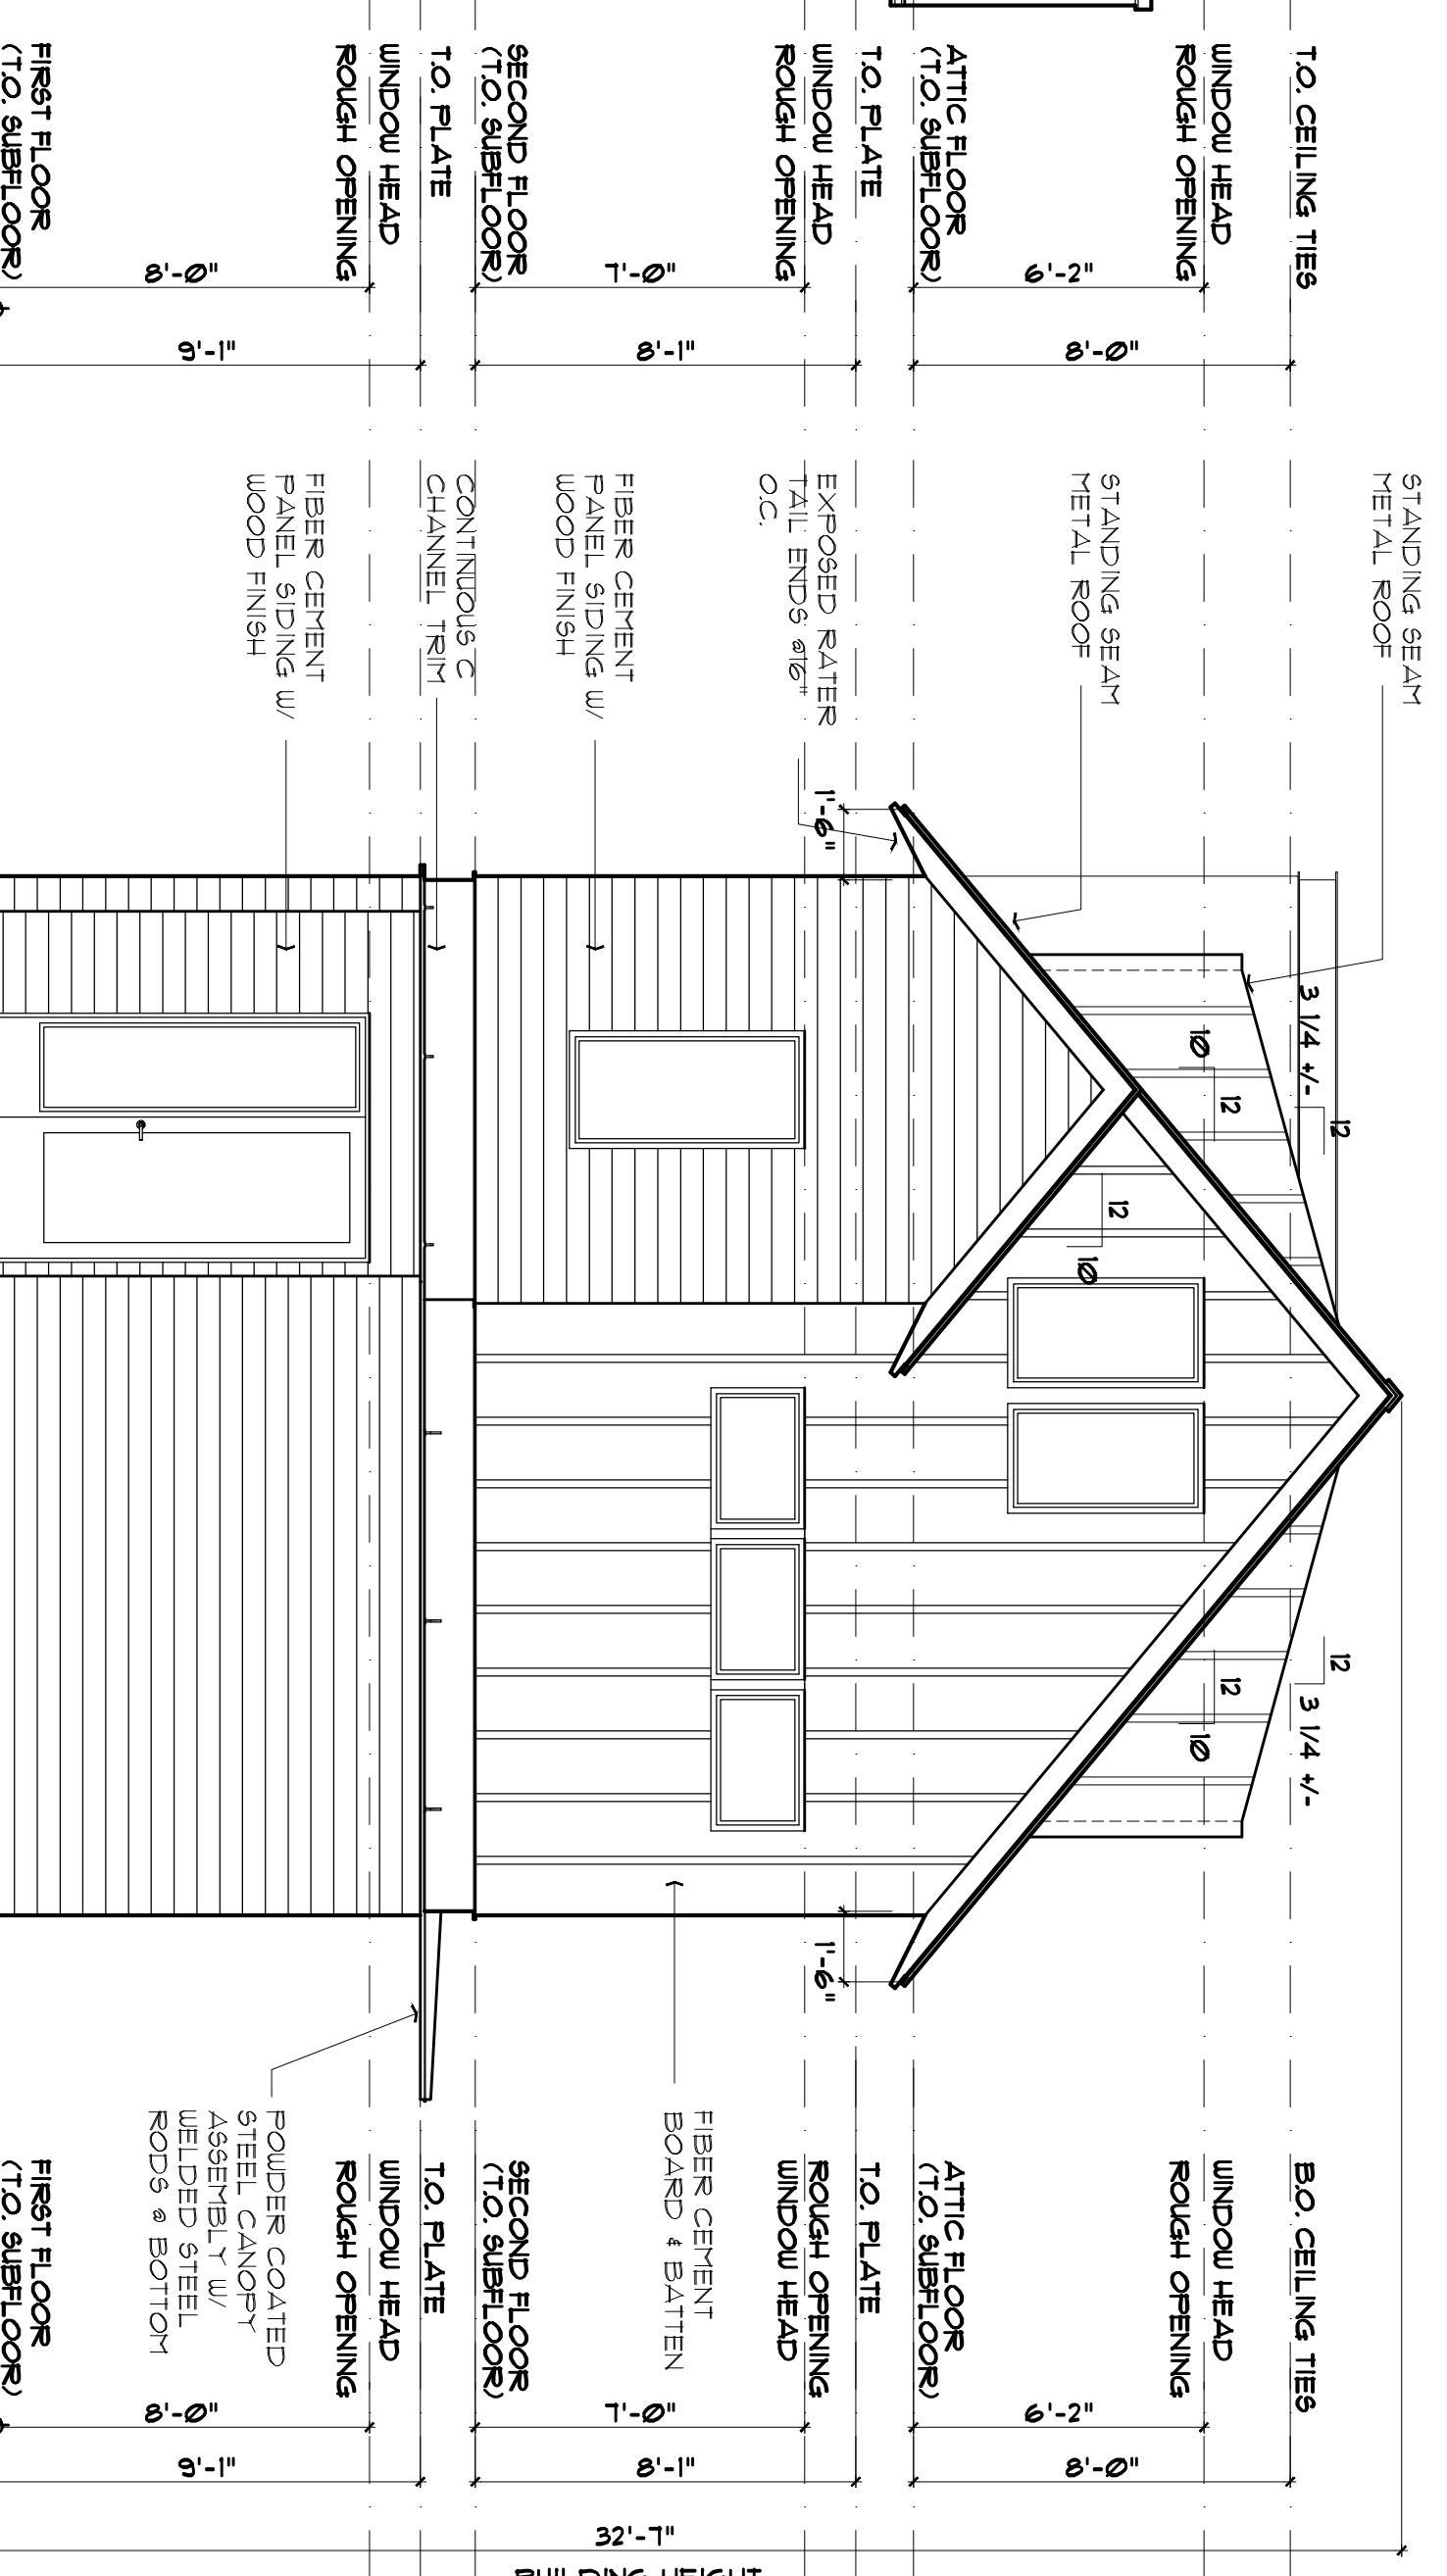 T.O. CEILING TIES
WINDOW HEAD
ROUGH OPENING
ATTIC FLOOR
(T.O. SUBFLOOR)
T.O. PLATE
WINDOW HEAD
ROUGH OPENING
SECOND FLOOR
(T.O. SUBFLOOR)
T.O. PLATE
WINDOW HEAD
ROUGH OPENING
FIRST FLOOR
(T.O. SUBFLOOR)
6'-2"
7'-0"
8'-0"
8'-0"
8'-1"
9'-1"
STANDING SEAM
METAL ROOF
STANDING SEAM
METAL ROOF
EXPOSED RATER
TAIL ENDS @16"
O.C.
FIBER CEMENT
PANEL SIDING W/
WOOD FINISH
CONTINUOUS C
CHANNEL TRIM
FIBER CEMENT
PANEL SIDING W/
WOOD FINISH
1'-6"
3 1/4 +/-
12
10
12
12
10
12
3 1/4 +/-
12
10
1'-6"
FIBER CEMENT
BOARD & BATTEN
POWDER COATED
STEEL CANOPY
ASSEMBLY W/
WELDED STEEL
RODS @ BOTTOM
B.O. CEILING TIES
WINDOW HEAD
ROUGH OPENING
ATTIC FLOOR
(T.O. SUBFLOOR)
T.O. PLATE
ROUGH OPENING
WINDOW HEAD
SECOND FLOOR
(T.O. SUBFLOOR)
T.O. PLATE
WINDOW HEAD
ROUGH OPENING
FIRST FLOOR
(T.O. SUBFLOOR)
6'-2"
7'-0"
8'-0"
8'-0"
8'-1"
9'-1"
32'-7"
BUILDING HEIGHT